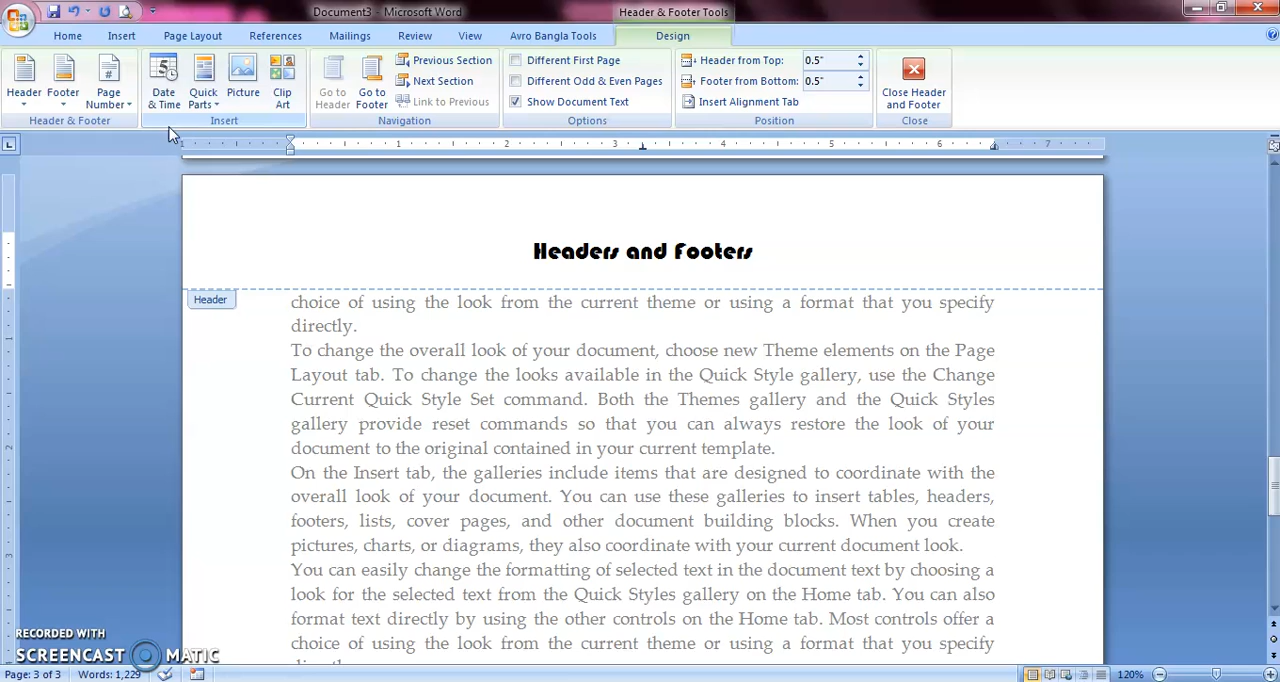 Document3 - Microsoft Word
Header & Footer Tools
Home Insert Page Layout References Mailings Review View Avro Bangla Tools Design
Header
Footer
Page Number
Header & Footer
Date & Time
Quick Parts
Picture
Clip Art
Insert
Go to Header
Go to Footer
Previous Section
Next Section
Link to Previous
Navigation
Different First Page
Different Odd & Even Pages
Show Document Text
Options
Header from Top: 0.5"
Footer from Bottom: 0.5"
Insert Alignment Tab
Position
Close Header and Footer
Close
1 1 2 3 4 5 6 7
Headers and Footers
Header
choice of using the look from the current theme or using a format that you specify
directly.
To change the overall look of your document, choose new Theme elements on the Page
Layout tab. To change the looks available in the Quick Style gallery, use the Change
Current Quick Style Set command. Both the Themes gallery and the Quick Styles
gallery provide reset commands so that you can always restore the look of your
document to the original contained in your current template.
On the Insert tab, the galleries include items that are designed to coordinate with the
overall look of your document. You can use these galleries to insert tables, headers,
footers, lists, cover pages, and other document building blocks. When you create
pictures, charts, or diagrams, they also coordinate with your current document look.
You can easily change the formatting of selected text in the document text by choosing a
look for the selected text from the Quick Styles gallery on the Home tab. You can also
format text directly by using the other controls on the Home tab. Most controls offer a
choice of using the look from the current theme or using a format that you specify
RECORDED WITH
SCREENCAST MATIC
Page: 3 of 3 Words: 1,229 120%